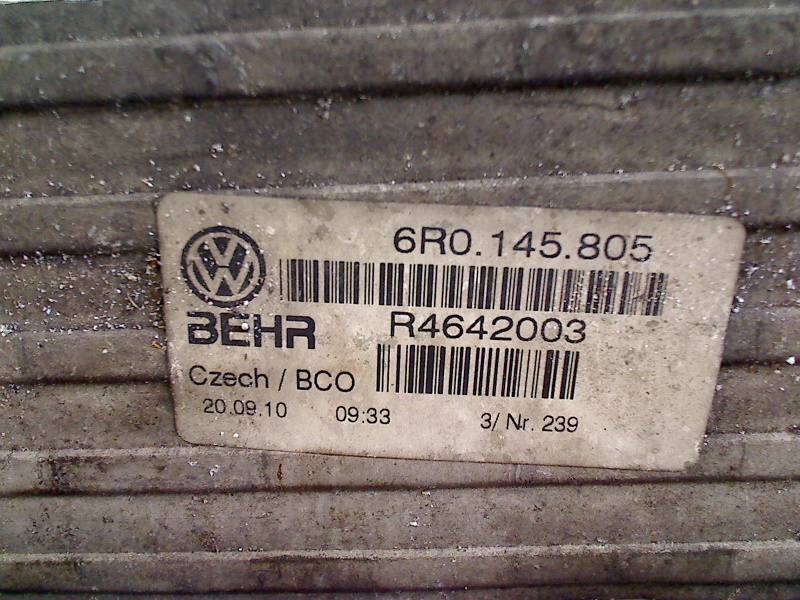 6R0.145.805
BEHR R4642003
Czech / BCO
20.09.10 09:33 3/ Nr. 239